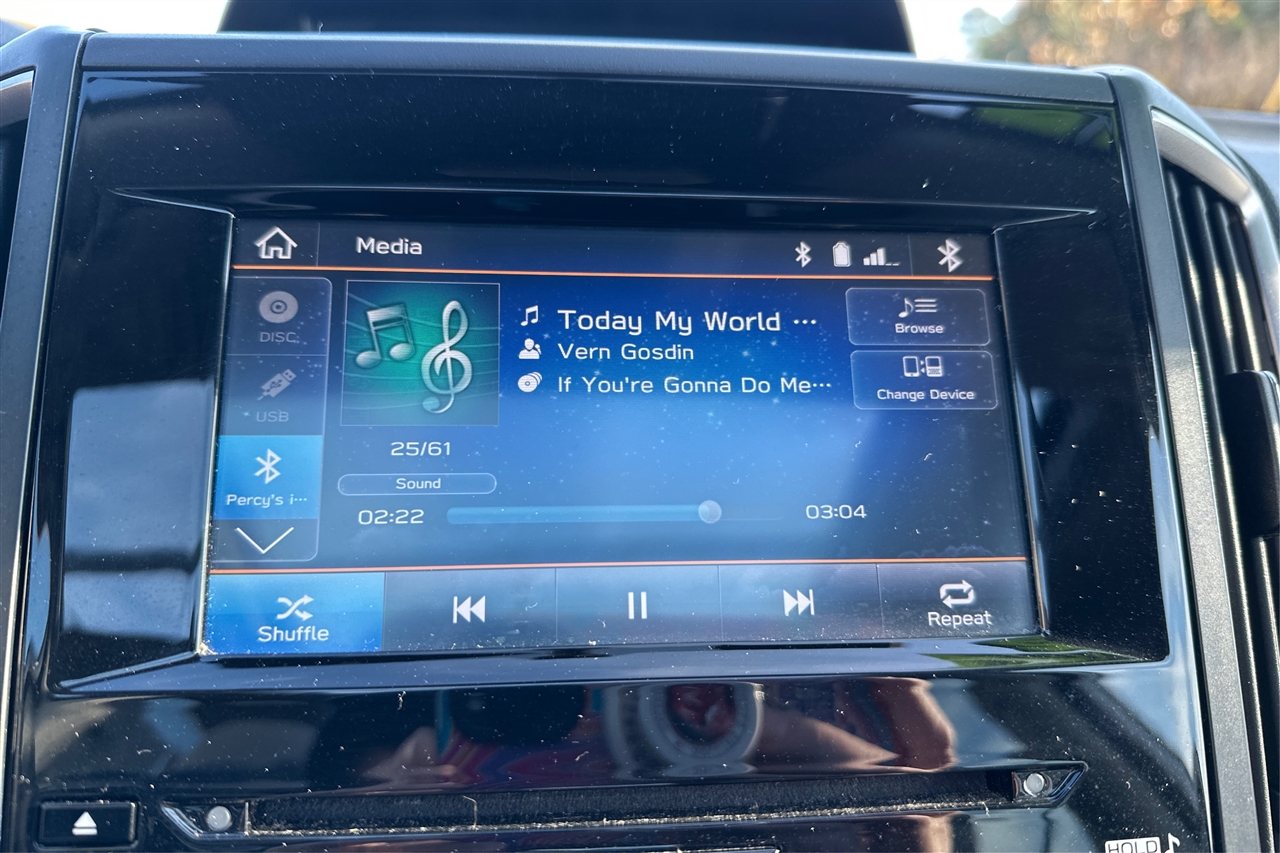 Media
DISC
USB
Percy's i···
Today My World ···
Vern Gosdin
If You're Gonna Do Me···
Browse
Change Device
25/61
Sound
02:22
03:04
Shuffle
Repeat
HOLD